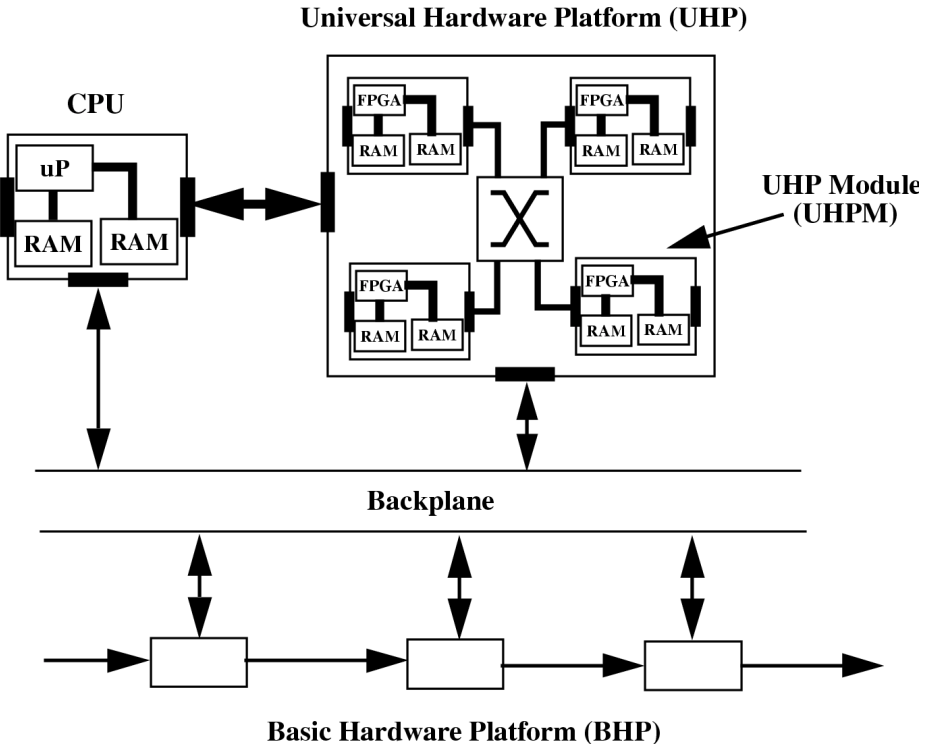 Universal Hardware Platform (UHP)
CPU
uP
RAM
RAM
FPGA
RAM
RAM
FPGA
RAM
RAM
UHP Module
(UHPM)
FPGA
RAM
RAM
FPGA
RAM
RAM
Backplane
Basic Hardware Platform (BHP)